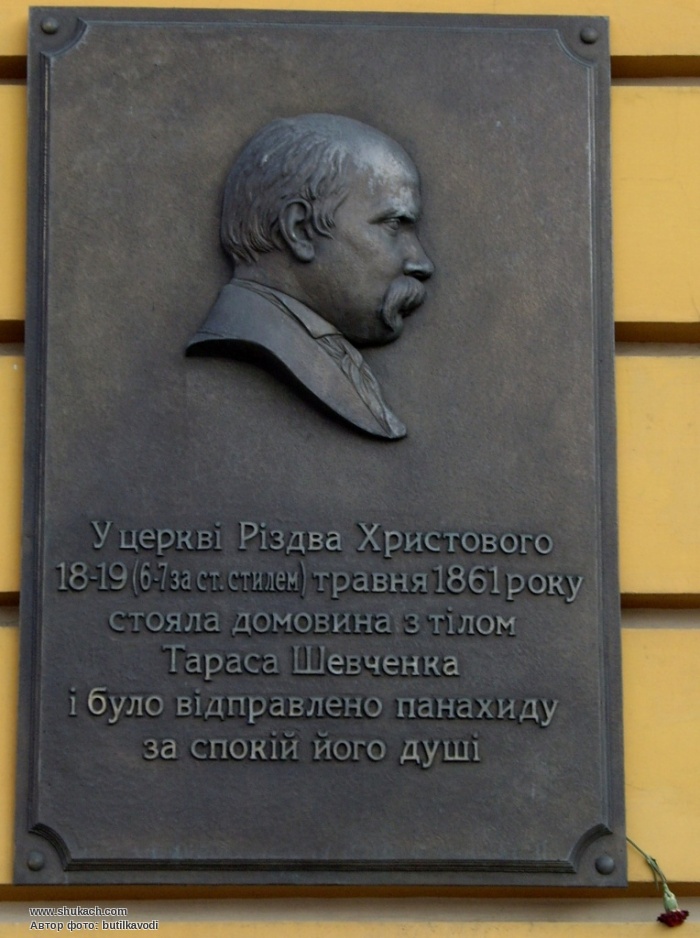 У церкві Різдва Христового
18-19 (6-7 за ст. стилем) травня 1861 року
стояла домовина з тілом
Тараса Шевченка
і було відправлено панахиду
за спокій його душі
www.shukach.com
Автор фото: butilkavodi